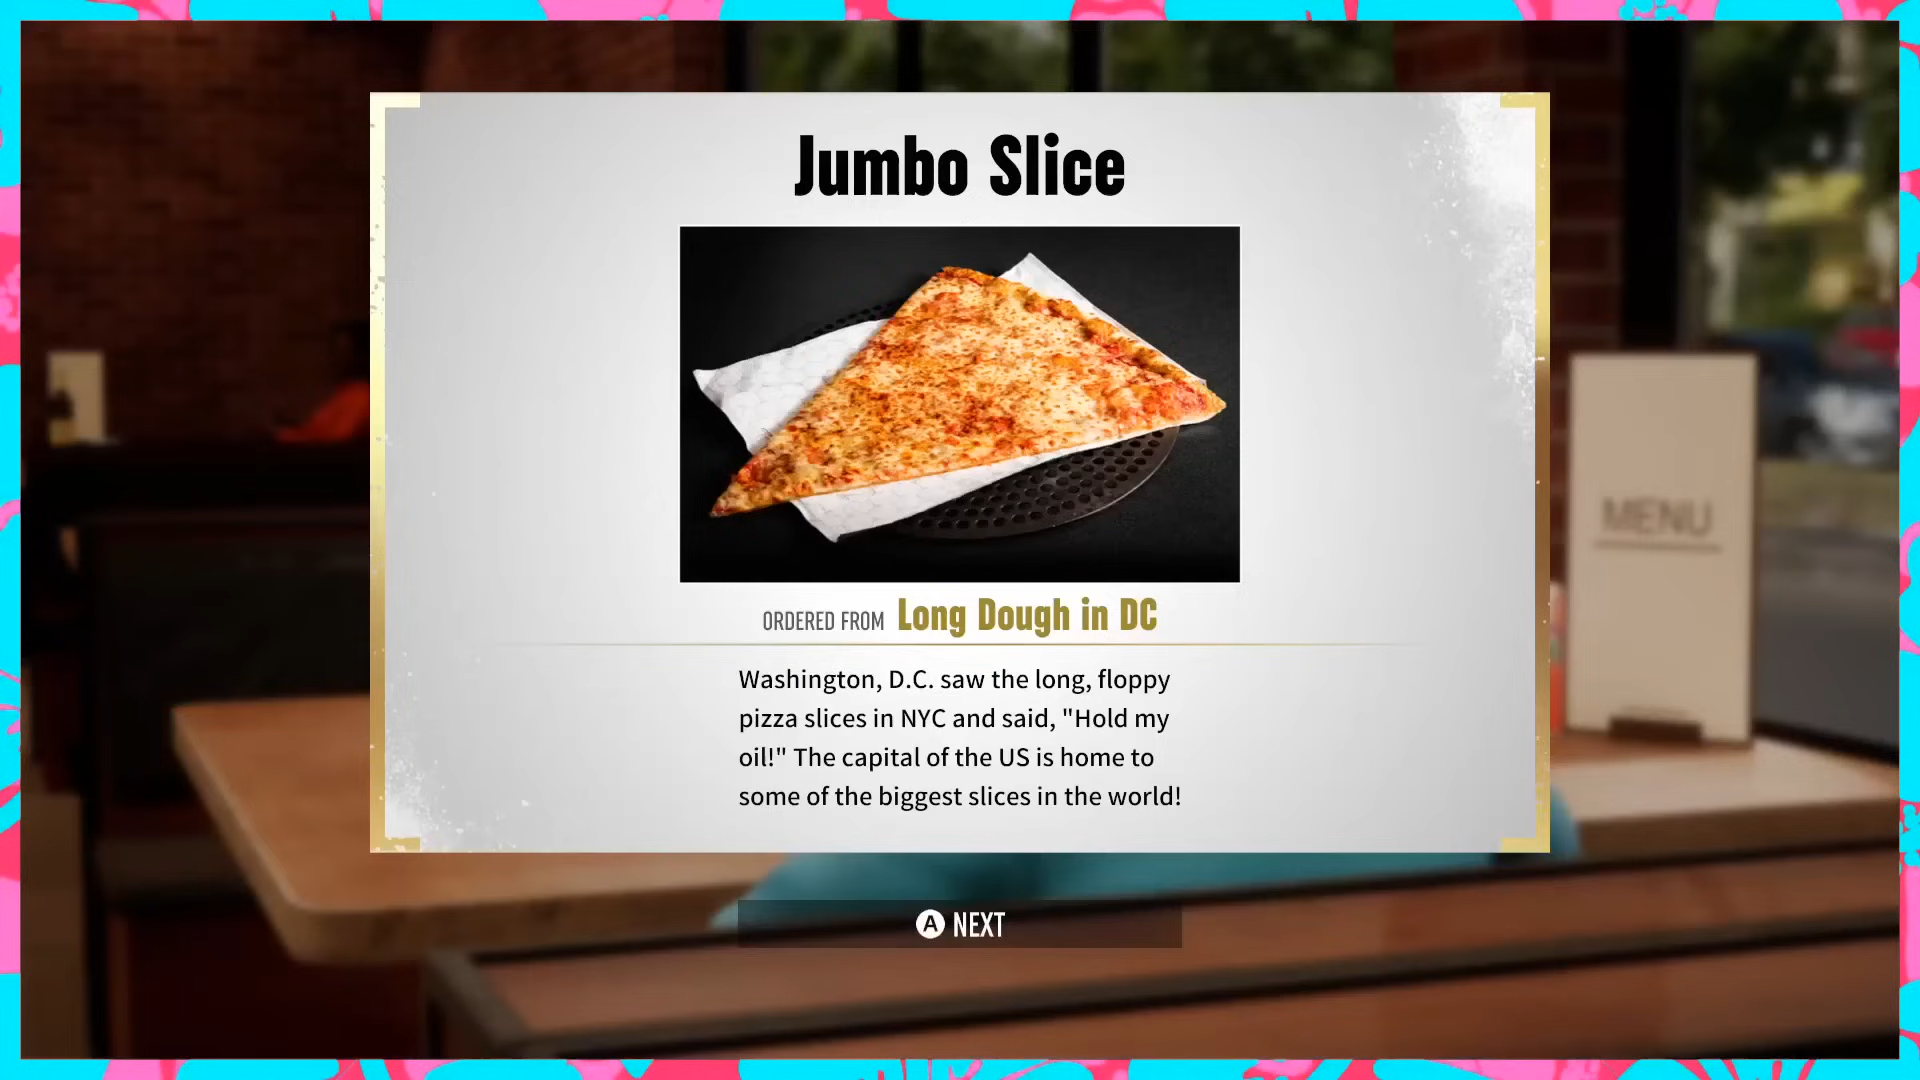 Jumbo Slice
ORDERED FROM Long Dough in DC
Washington, D.C. saw the long, floppy
pizza slices in NYC and said, "Hold my
oil!" The capital of the US is home to
some of the biggest slices in the world!
MENU
A NEXT